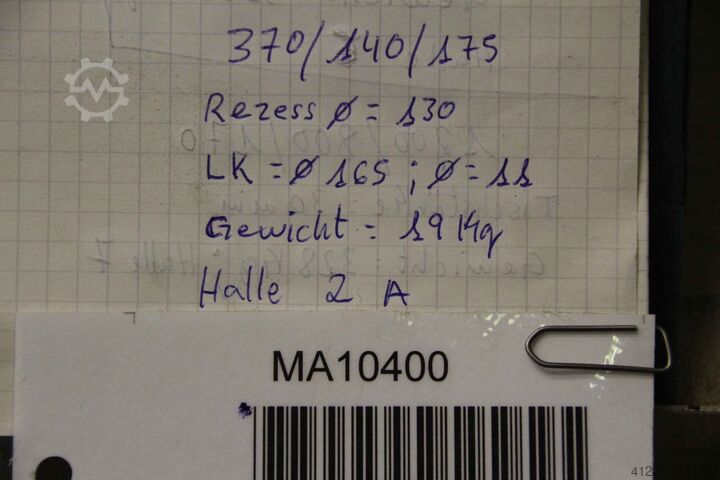 370/140/175
Rezess ø = 130
LK = ø 165 ; ø = 11
Gewicht = 19 Kg
Halle 2 A
MA10400